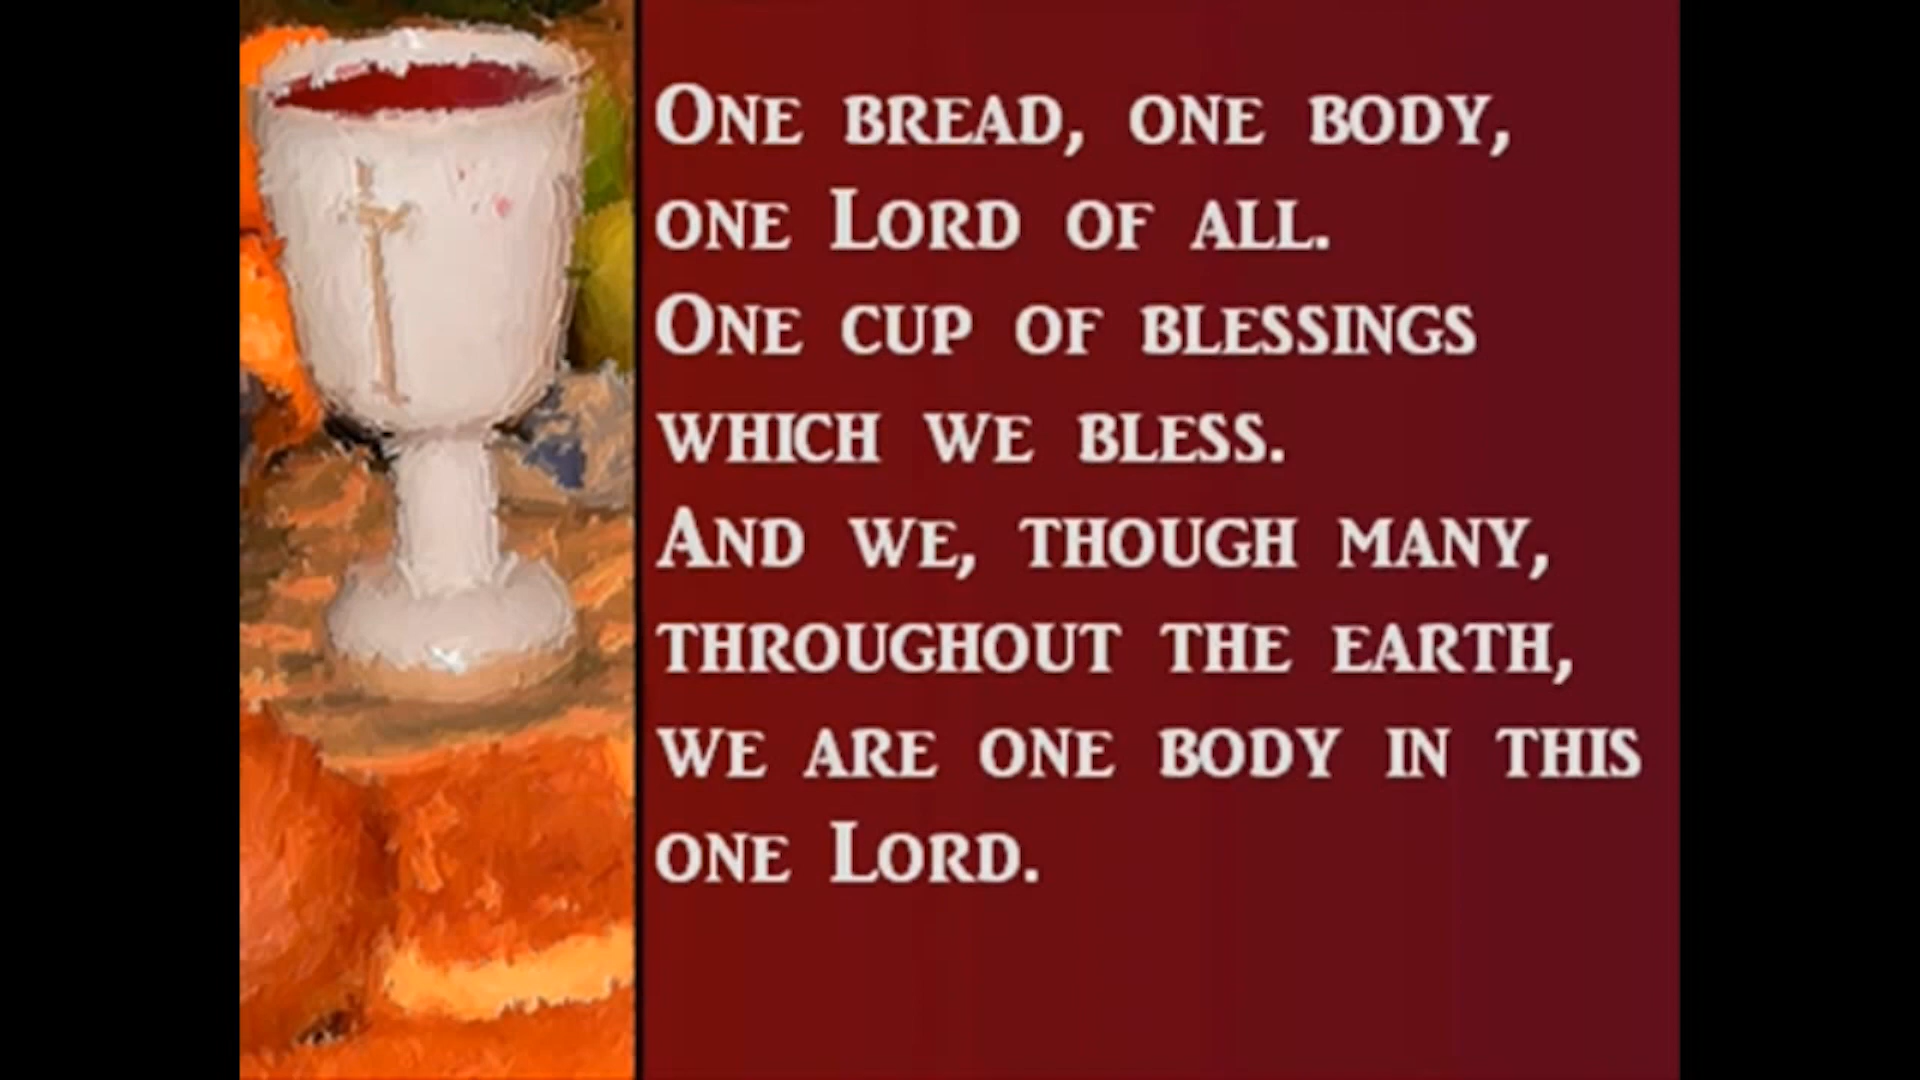 One bread, one body,
one Lord of all.
One cup of blessings
which we bless.
And we, though many,
throughout the earth,
we are one body in this
one Lord.